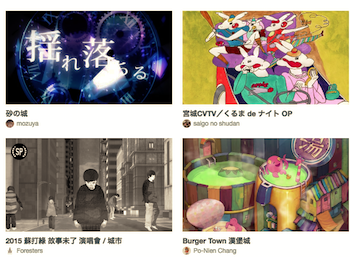 揺れ落ちる
砂の城
mozuya
宮城CVTV／くるま de ナイト OP
saigo no shudan
SP
2015 蘇打綠 故事未了 演唱會 / 城市
Foresters
Burger Town 漢堡城
Po-Nien Chang